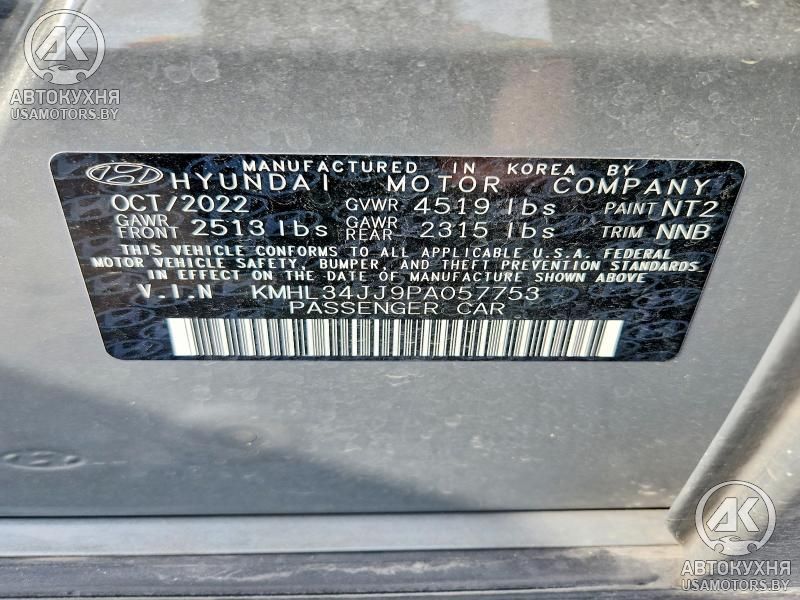 AK
АВТОКУХНЯ
USAMOTORS.BY
MANUFACTURED IN KOREA BY
HYUNDAI MOTOR COMPANY
OCT/2022 GVWR 4519 lbs PAINT NT2
GAWR FRONT 2513 lbs GAWR REAR 2315 lbs TRIM NNB
THIS VEHICLE CONFORMS TO ALL APPLICABLE U.S.A. FEDERAL
MOTOR VEHICLE SAFETY, BUMPER, AND THEFT PREVENTION STANDARDS
IN EFFECT ON THE DATE OF MANUFACTURE SHOWN ABOVE
V.I.N KMHL34JJ9PA057753
PASSENGER CAR
AK
АВТОКУХНЯ
USAMOTORS.BY